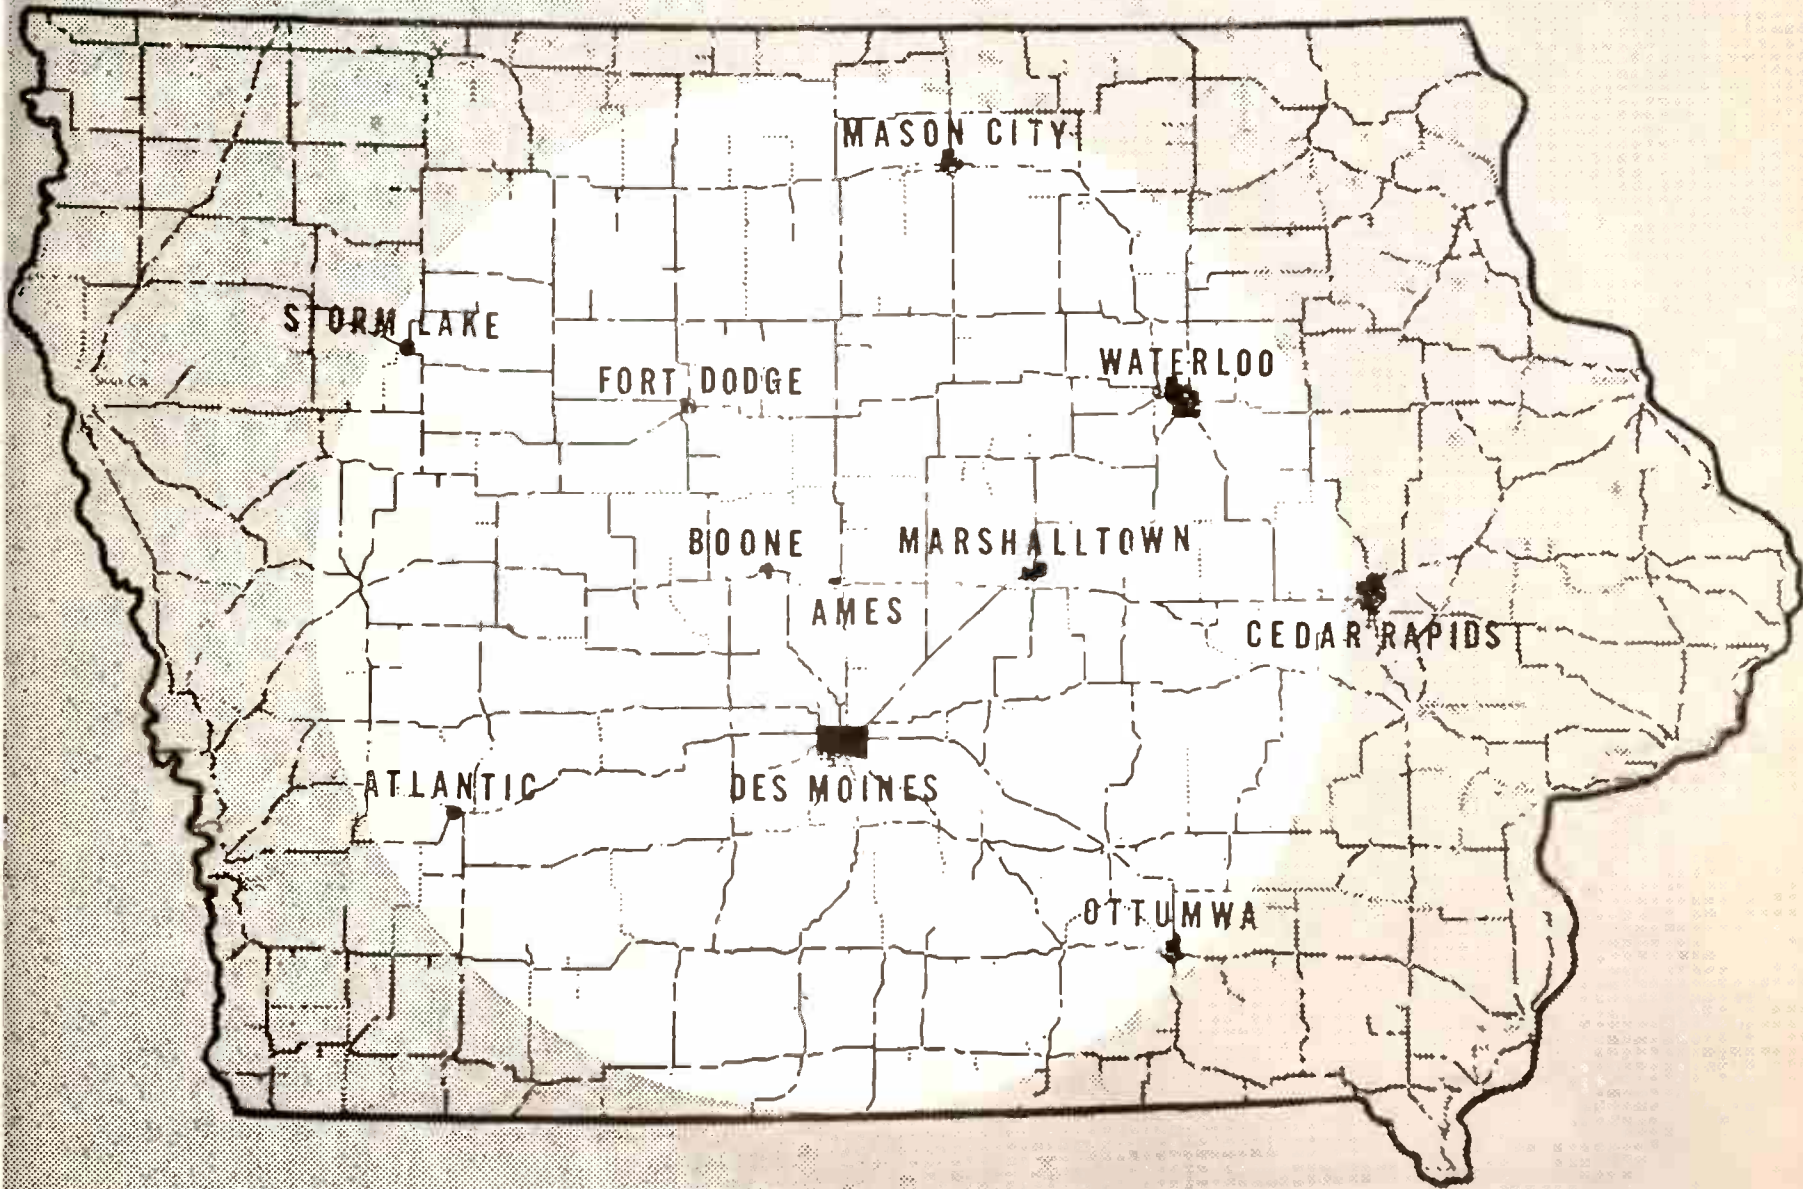 MASON CITY
STORM LAKE
WATERLOO
FORT DODGE
BOONE
MARSHALLTOWN
AMES
CEDAR RAPIDS
ATLANTIC
DES MOINES
OTTUMWA